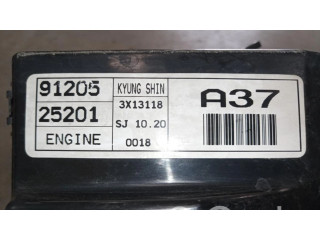 91205
25201
ENGINE
KYUNG SHIN
3X13118
SJ 10.20
0018
A37